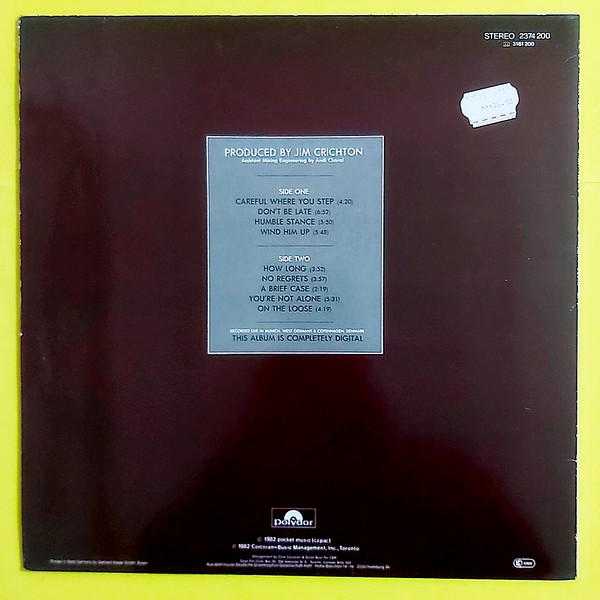 STEREO 2374 200
3161 200
PRODUCED BY JIM CRICHTON
Assistant Mixing Engineering by Andi Charal
SIDE ONE
CAREFUL WHERE YOU STEP (4:20)
DON'T BE LATE (6:52)
HUMBLE STANCE (5:50)
WIND HIM UP (5:48)
SIDE TWO
HOW LONG (3:52)
NO REGRETS (3:57)
A BRIEF CASE (2:19)
YOU'RE NOT ALONE (5:31)
ON THE LOOSE (4:19)
RECORDED LIVE IN MUNICH, WEST GERMANY & COPENHAGEN, DENMARK
THIS ALBUM IS COMPLETELY DIGITAL
polydor
© 1982 pocket music (capac)
℗ 1982 Corcoran-Music Management, Inc., Toronto